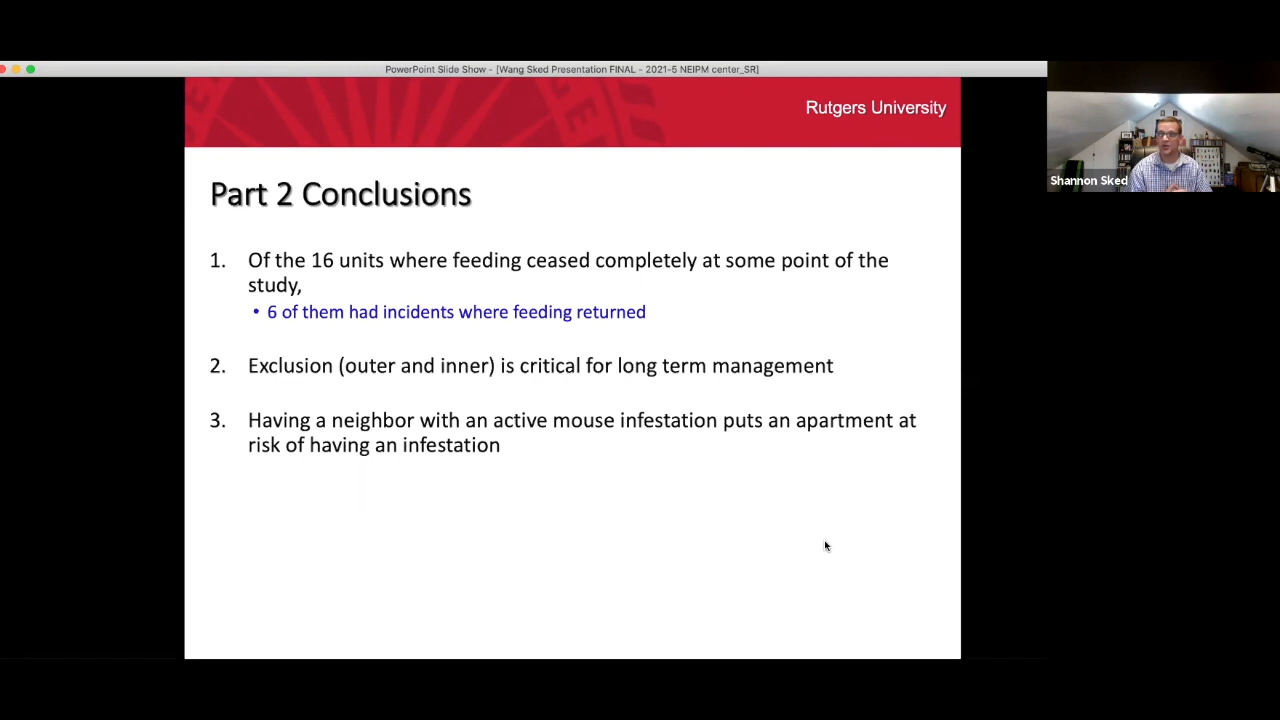 PowerPoint Slide Show - [Wang Sked Presentation FINAL - 2021-5 NEIPM center_SR]
Rutgers University
Shannon Sked
Part 2 Conclusions
1. Of the 16 units where feeding ceased completely at some point of the
study,
• 6 of them had incidents where feeding returned
2. Exclusion (outer and inner) is critical for long term management
3. Having a neighbor with an active mouse infestation puts an apartment at
risk of having an infestation